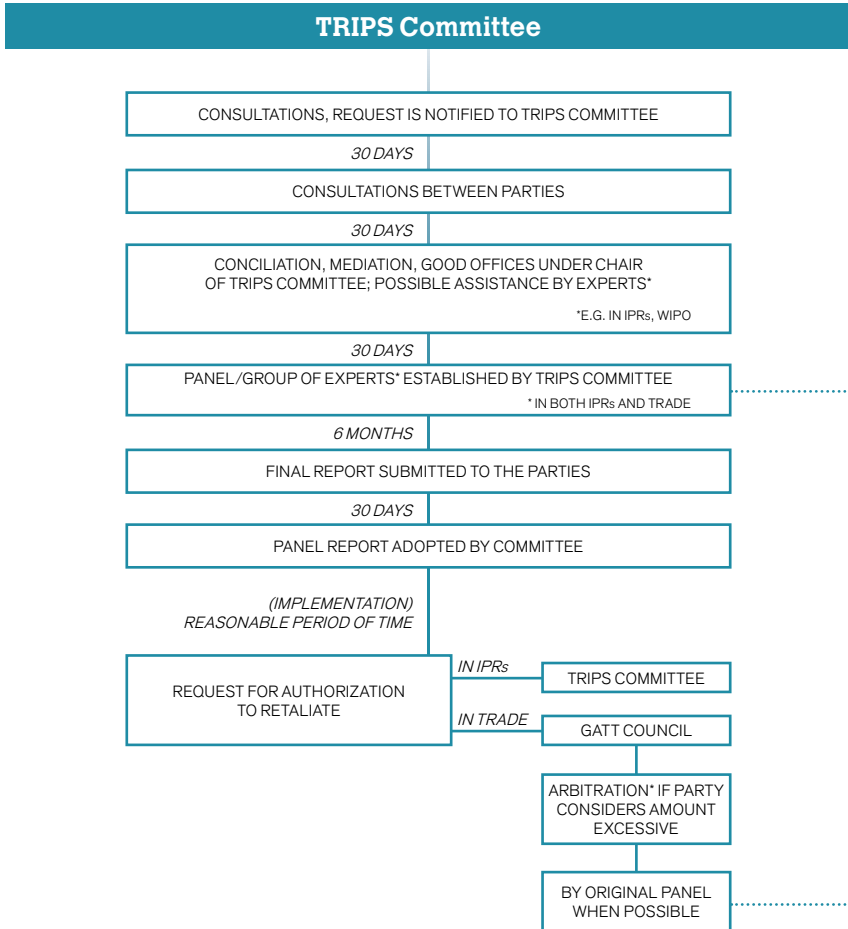 TRIPS Committee
CONSULTATIONS, REQUEST IS NOTIFIED TO TRIPS COMMITTEE
30 DAYS
CONSULTATIONS BETWEEN PARTIES
30 DAYS
CONCILIATION, MEDIATION, GOOD OFFICES UNDER CHAIR
OF TRIPS COMMITTEE; POSSIBLE ASSISTANCE BY EXPERTS*
*E.G. IN IPRs, WIPO
30 DAYS
PANEL/GROUP OF EXPERTS* ESTABLISHED BY TRIPS COMMITTEE
* IN BOTH IPRs AND TRADE
6 MONTHS
FINAL REPORT SUBMITTED TO THE PARTIES
30 DAYS
PANEL REPORT ADOPTED BY COMMITTEE
(IMPLEMENTATION)
REASONABLE PERIOD OF TIME
REQUEST FOR AUTHORIZATION
TO RETALIATE
IN IPRs
TRIPS COMMITTEE
IN TRADE
GATT COUNCIL
ARBITRATION* IF PARTY
CONSIDERS AMOUNT
EXCESSIVE
BY ORIGINAL PANEL
WHEN POSSIBLE